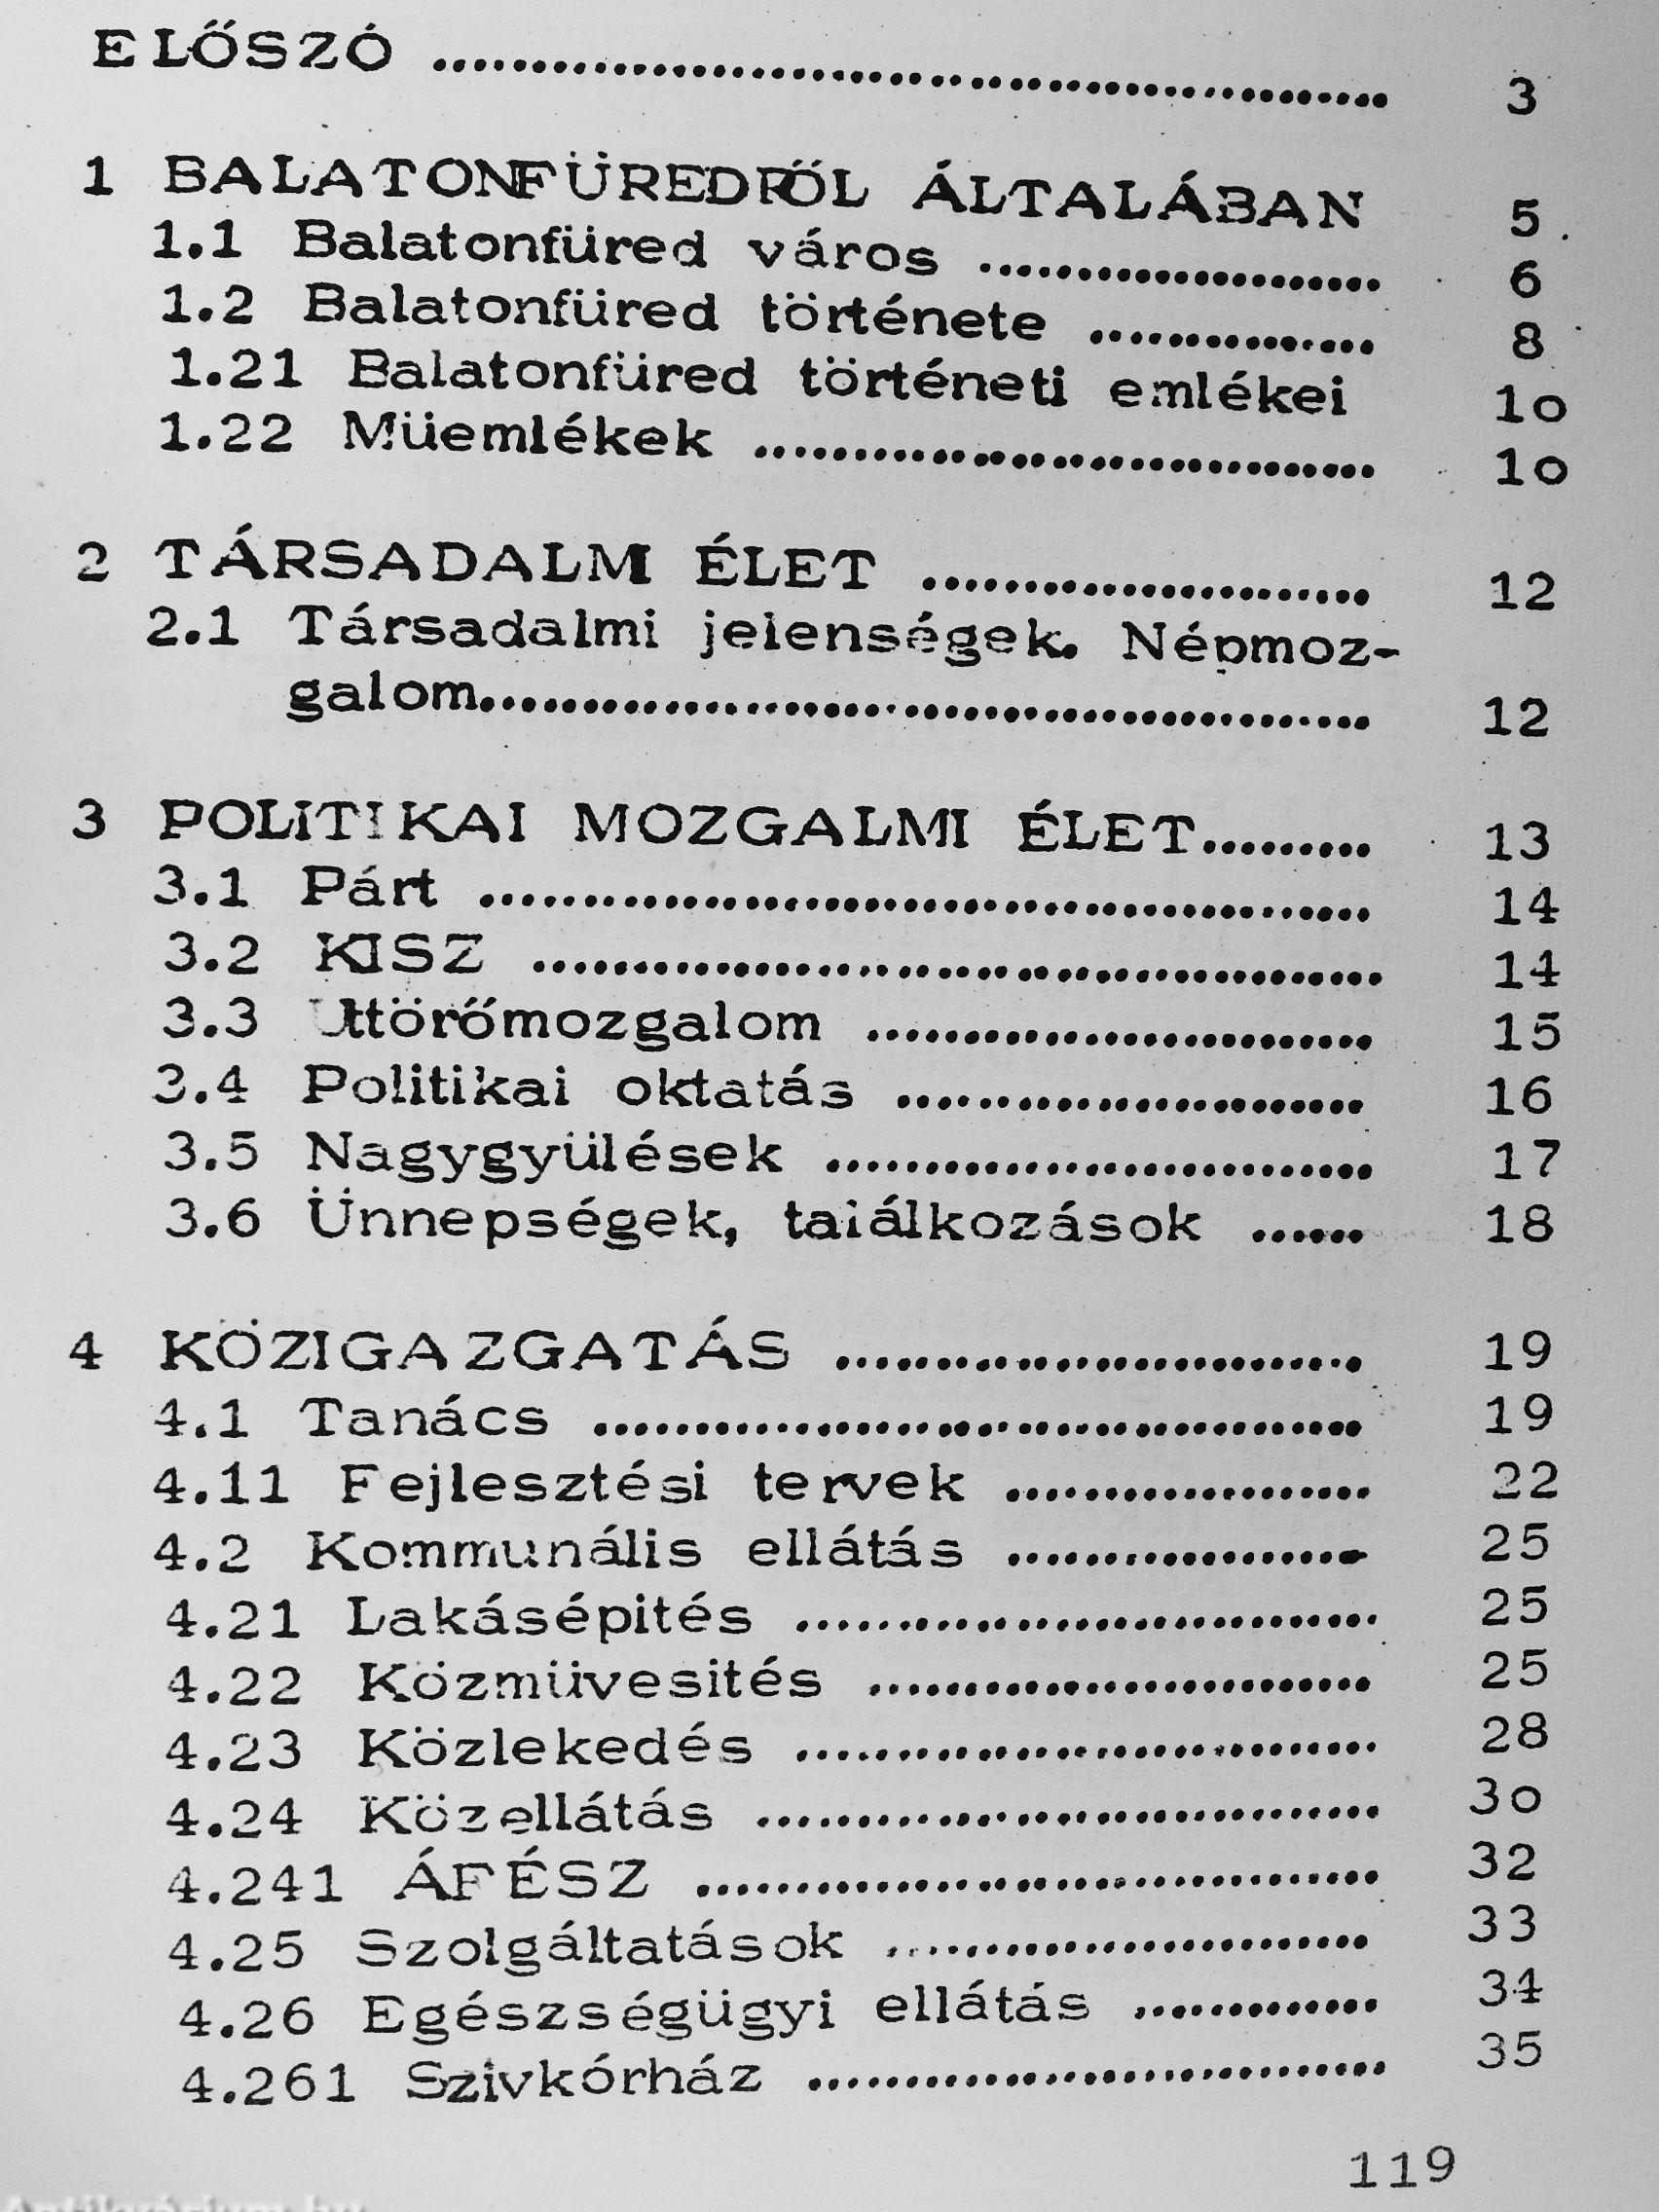 ELŐSZÓ ................................................ 3
1 BALATONFÜREDRŐL ÁLTALÁBAN 5
1.1 Balatonfüred város .................... 6
1.2 Balatonfüred története ............... 8
1.21 Balatonfüred történeti emlékei 1o
1.22 Müemlékek ............................... 1o
2 TÁRSADALMI ÉLET ...................... 12
2.1 Társadalmi jelenségek. Népmoz-
galom............................................. 12
3 POLITIKAI MOZGALMI ÉLET......... 13
3.1 Párt ............................................. 14
3.2 KISZ ........................................... 14
3.3 Uttörőmozgalom ......................... 15
3.4 Politikai oktatás ........................ 16
3.5 Nagygyülések ............................ 17
3.6 Ünnepségek, találkozások ...... 18
4 KÖZIGAZGATÁS ........................... 19
4.1 Tanács ....................................... 19
4.11 Fejlesztési tervek ................... 22
4.2 Kommunális ellátás .................. 25
4.21 Lakásépités ............................. 25
4.22 Közmüvesités ......................... 25
4.23 Közlekedés ............................. 28
4.24 Közellátás ............................... 3o
4.241 ÁFÉSZ ................................... 32
4.25 Szolgáltatások ........................ 33
4.26 Egészségügyi ellátás ............. 34
4.261 Szivkórház ............................. 35
119